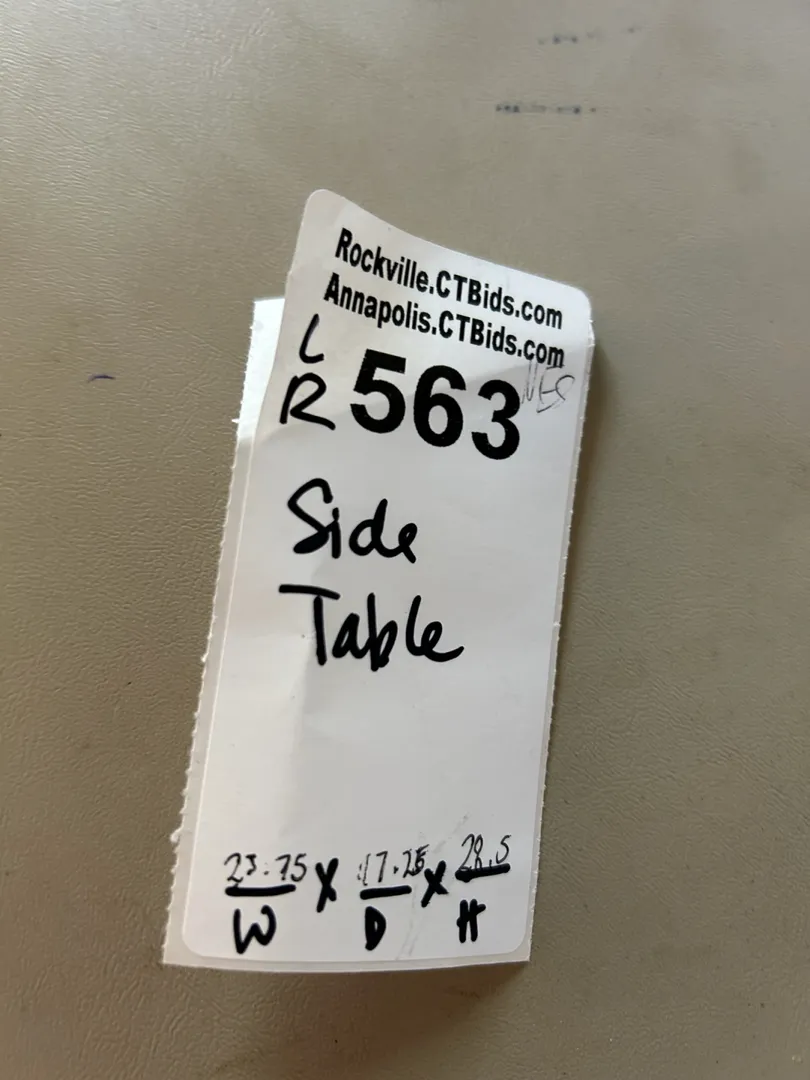 Rockville.CTBids.com
Annapolis.CTBids.com
L
R 563
Side
Table
23.75 X 17.25 X 28.5
W D H